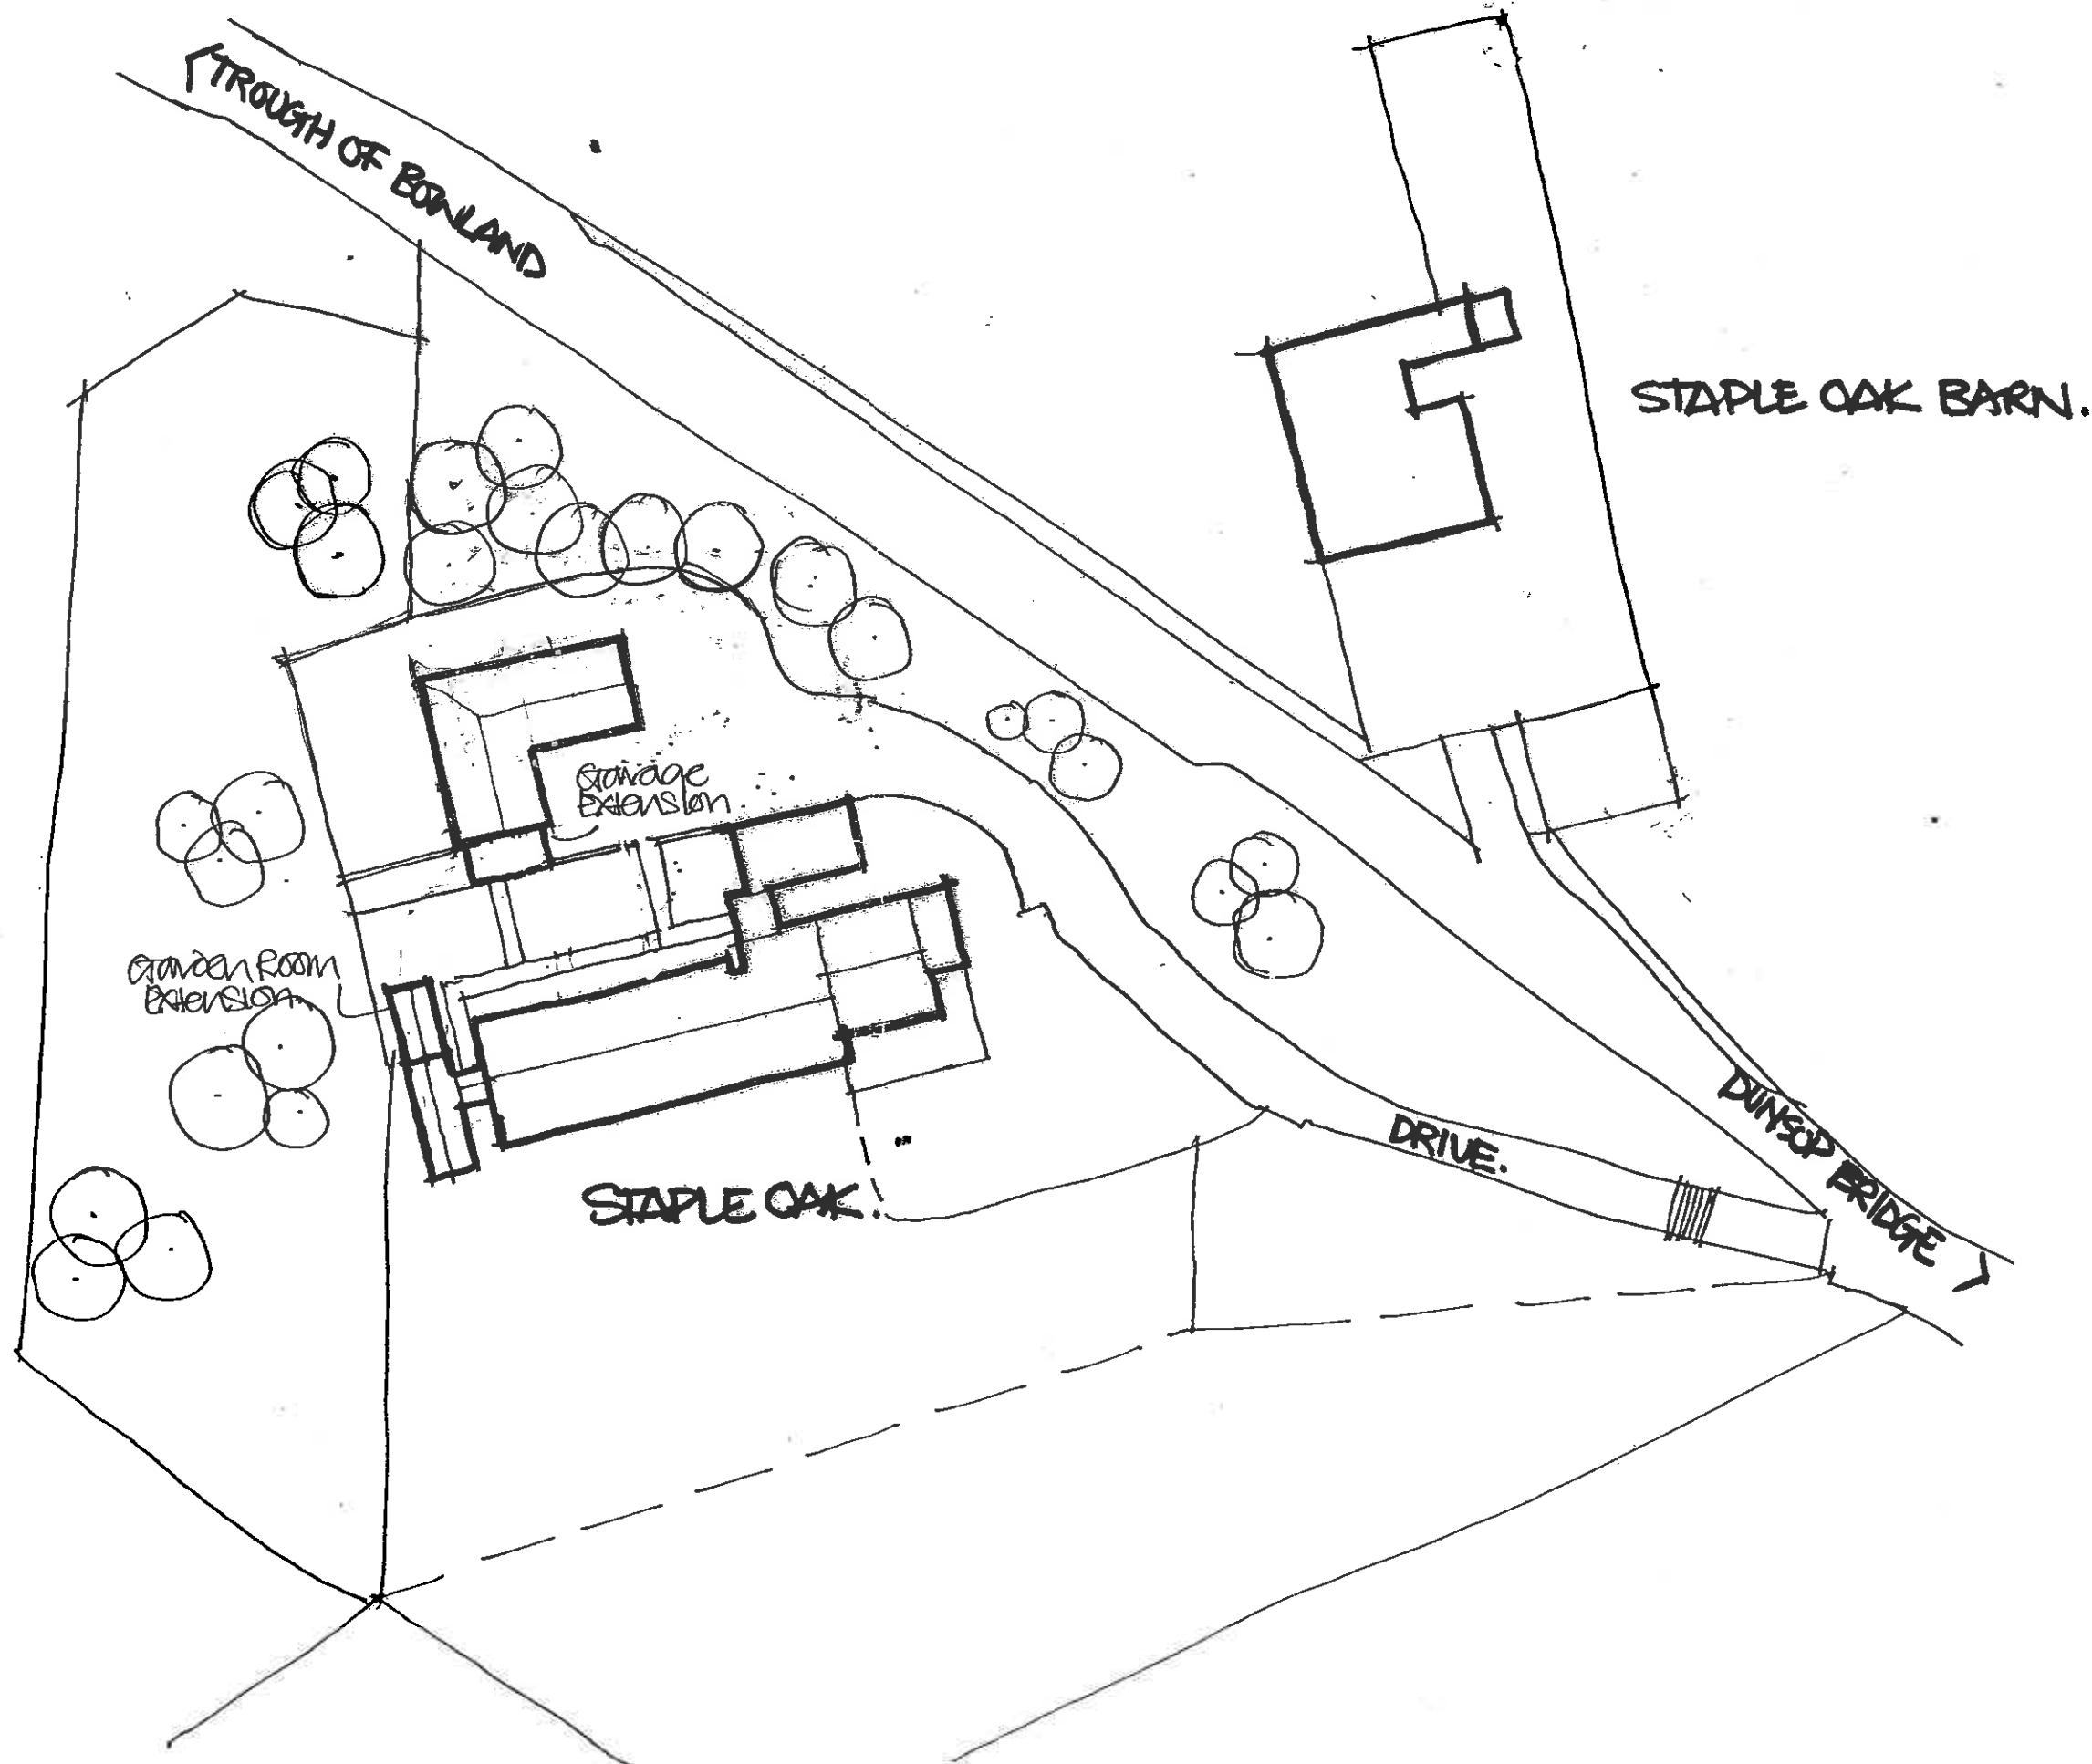 TROUGH OF BOWLAND
STAPLE OAK BARN.
Garage
Extension
Garden Room
Extension
STAPLE OAK.
DRIVE.
DUNSOP BRIDGE